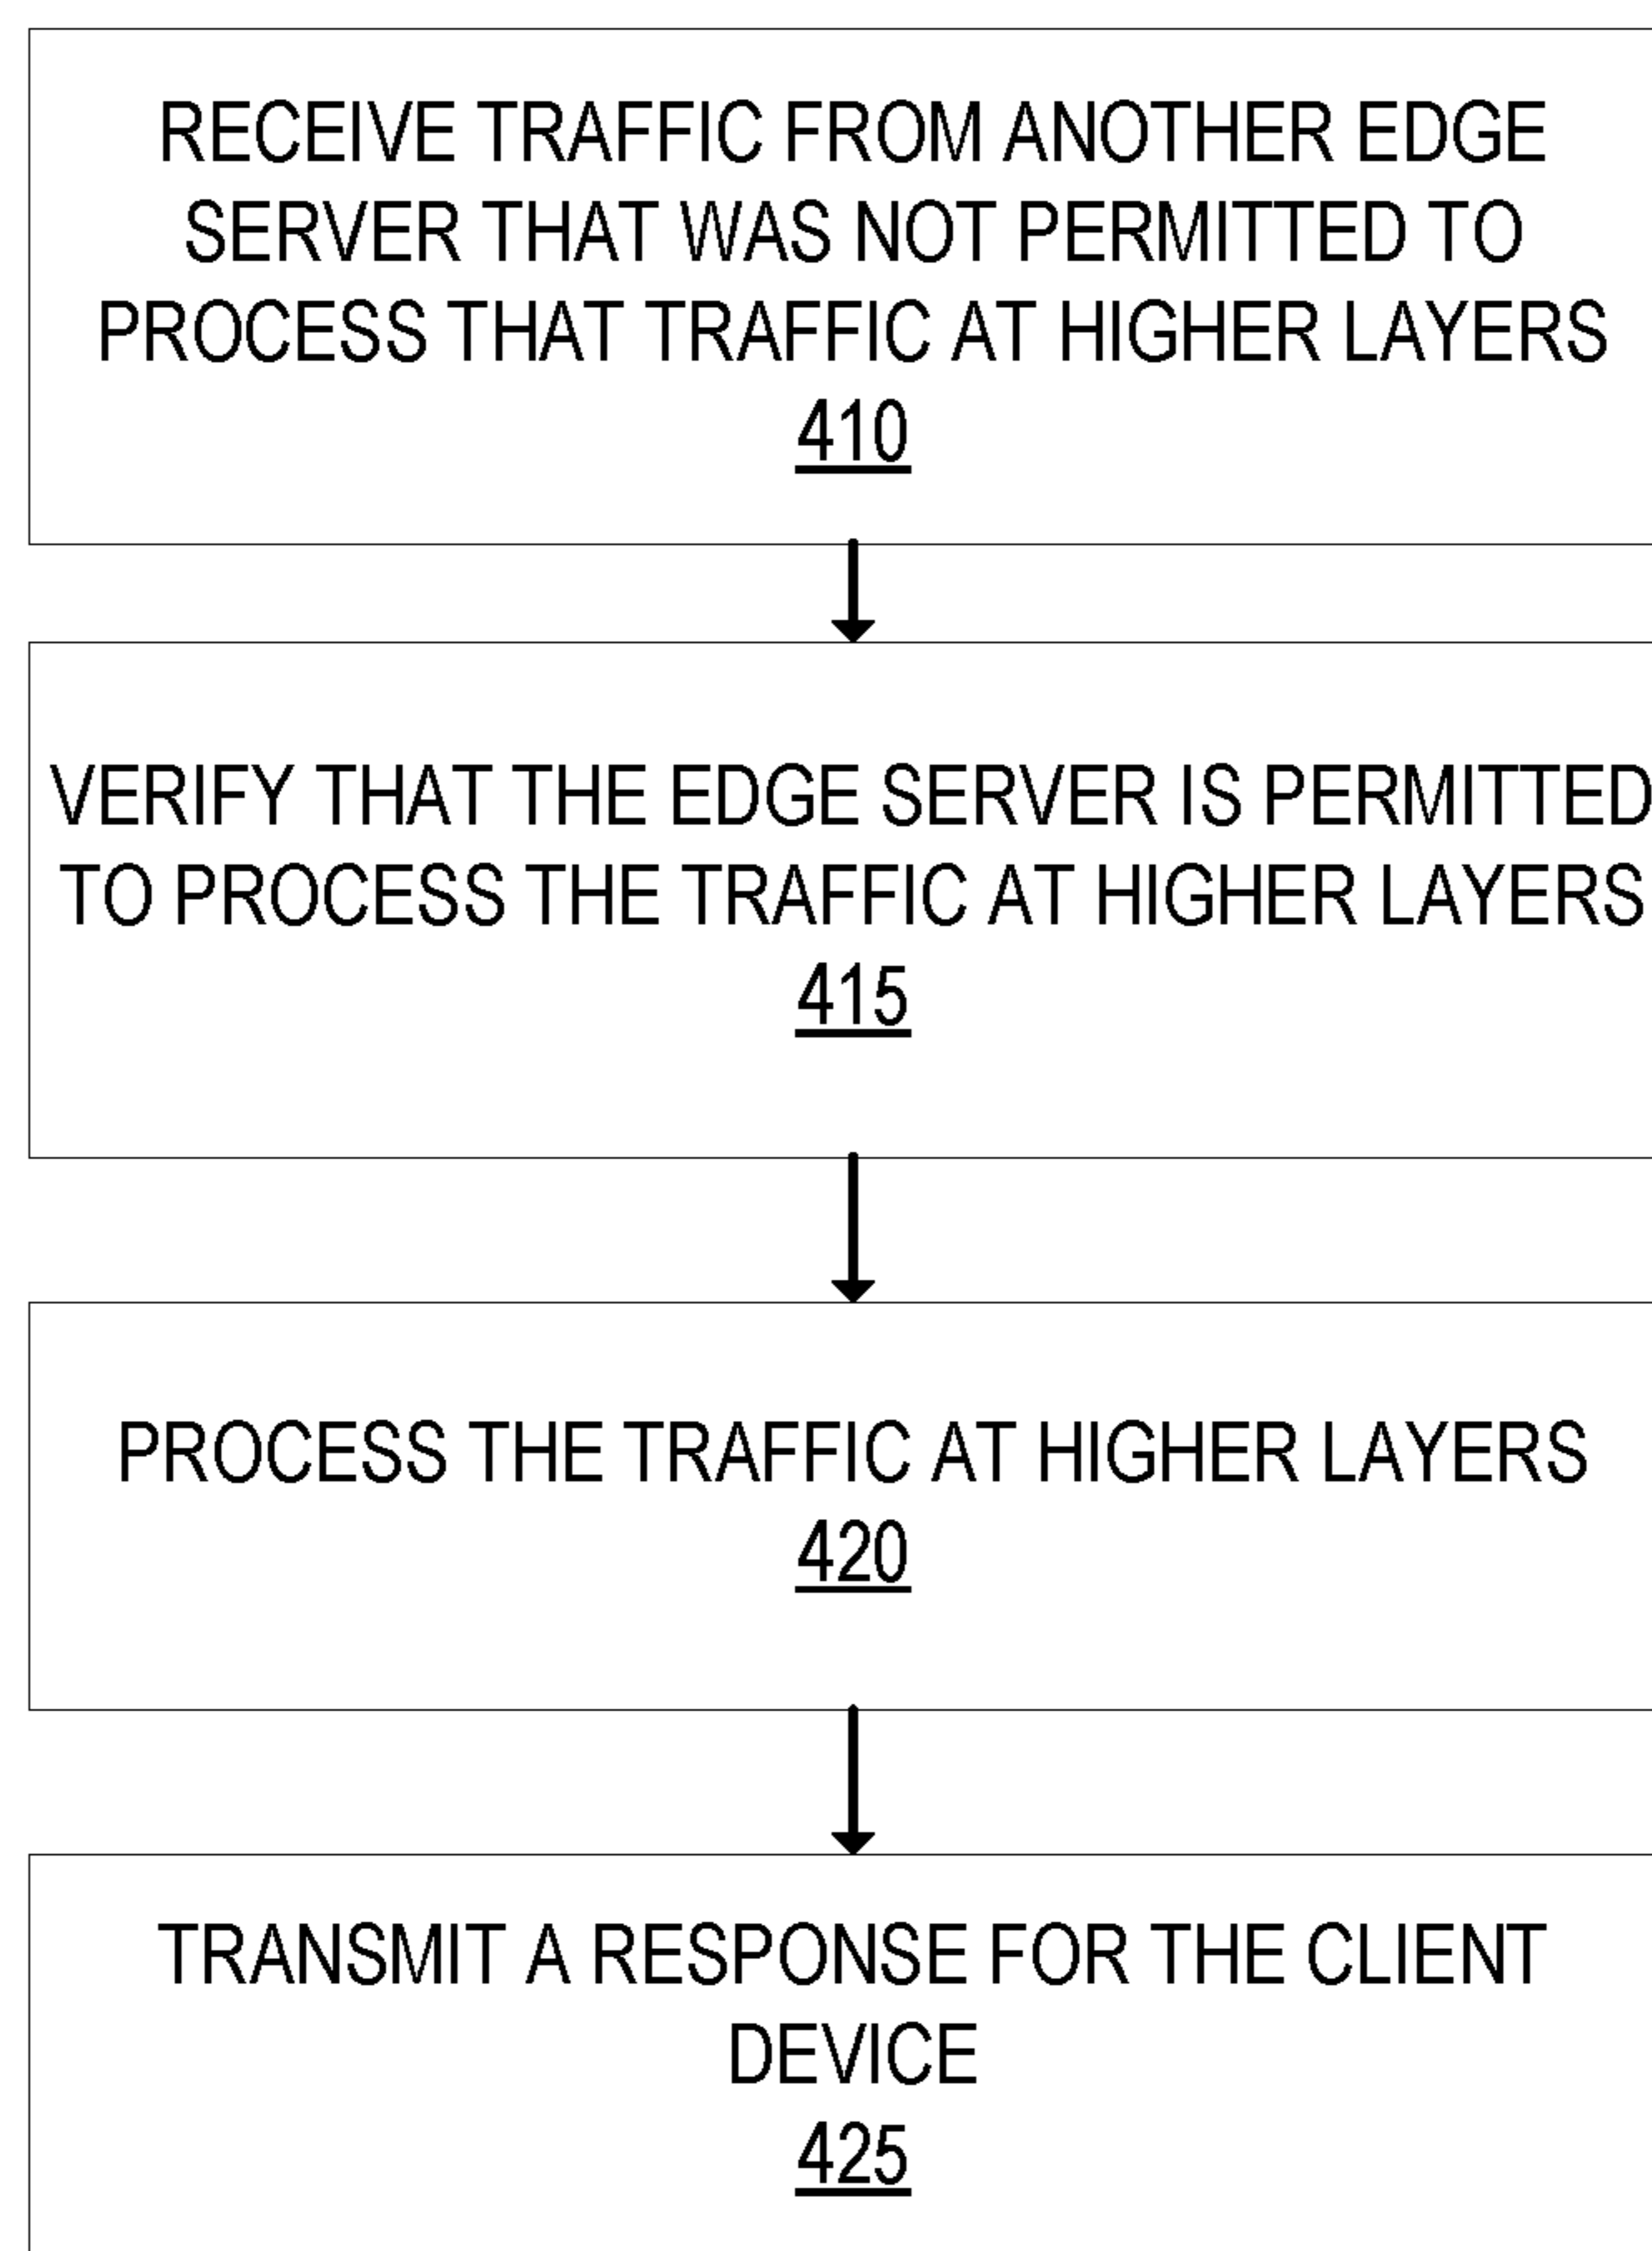 RECEIVE TRAFFIC FROM ANOTHER EDGE
SERVER THAT WAS NOT PERMITTED TO
PROCESS THAT TRAFFIC AT HIGHER LAYERS
410
VERIFY THAT THE EDGE SERVER IS PERMITTED
TO PROCESS THE TRAFFIC AT HIGHER LAYERS
415
PROCESS THE TRAFFIC AT HIGHER LAYERS
420
TRANSMIT A RESPONSE FOR THE CLIENT
DEVICE
425